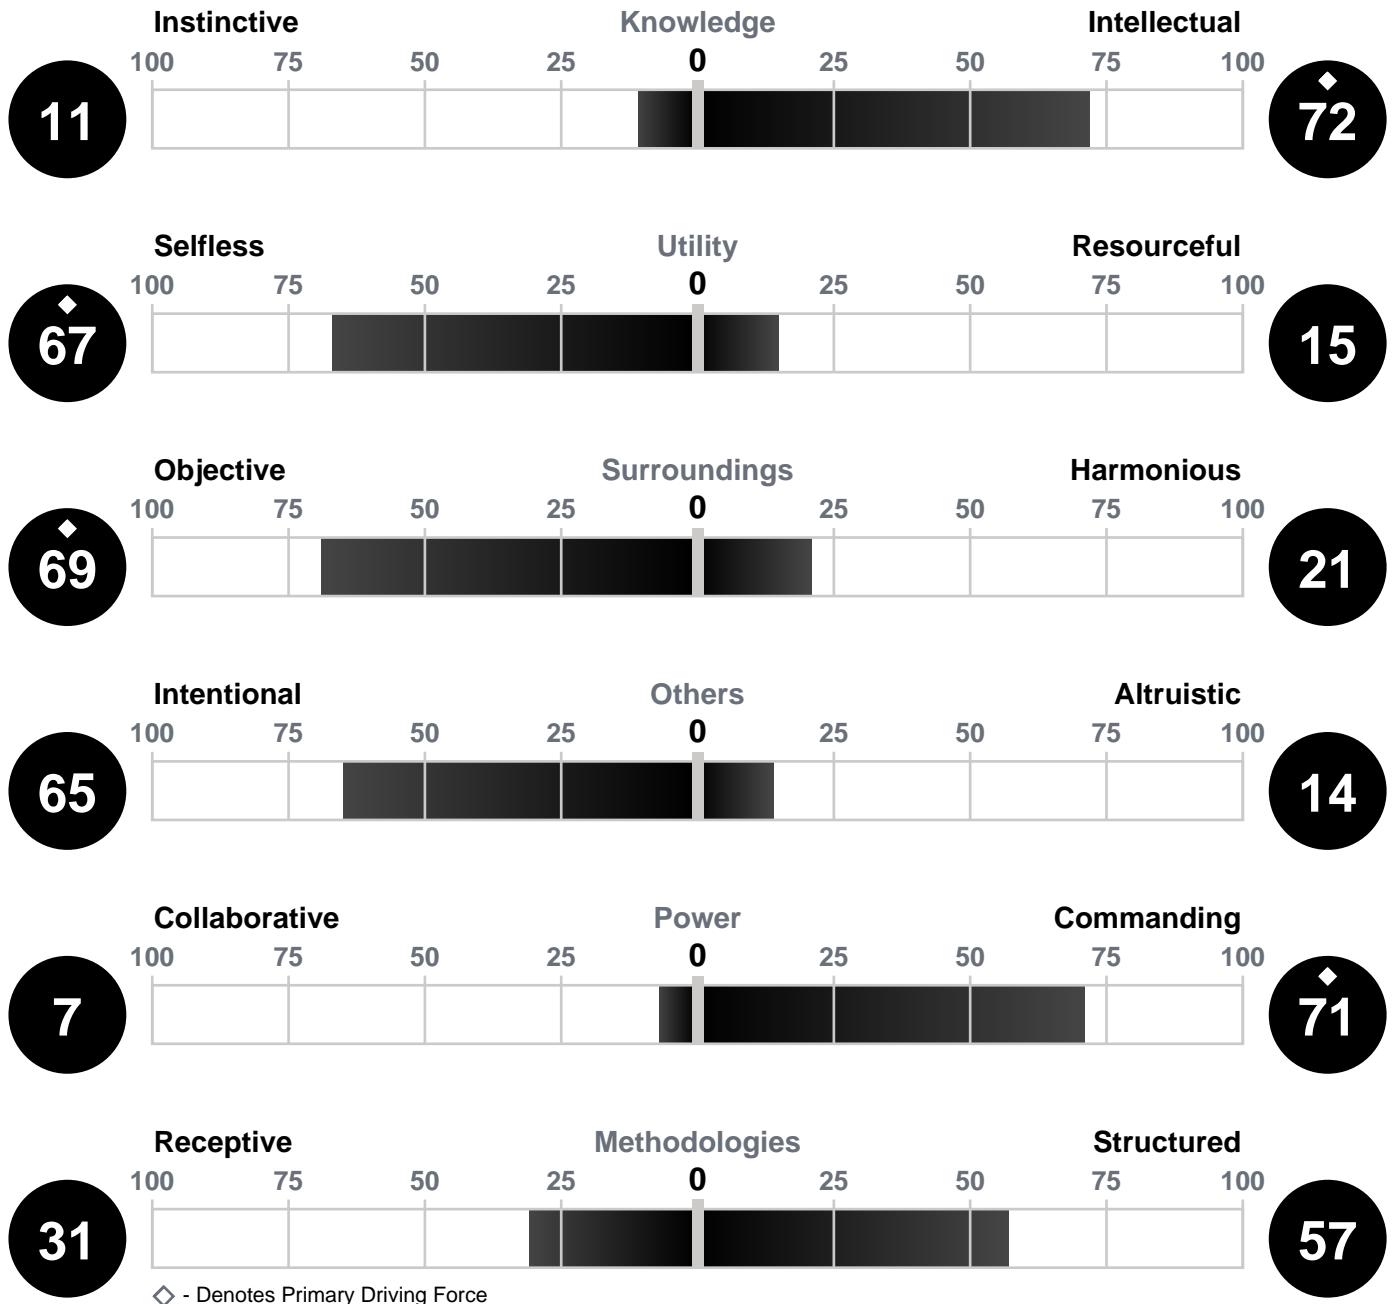 Instinctive Knowledge Intellectual
100 75 50 25 0 25 50 75 100
11 72
Selfless Utility Resourceful
100 75 50 25 0 25 50 75 100
67 15
Objective Surroundings Harmonious
100 75 50 25 0 25 50 75 100
69 21
Intentional Others Altruistic
100 75 50 25 0 25 50 75 100
65 14
Collaborative Power Commanding
100 75 50 25 0 25 50 75 100
7 71
Receptive Methodologies Structured
100 75 50 25 0 25 50 75 100
31 57
- Denotes Primary Driving Force